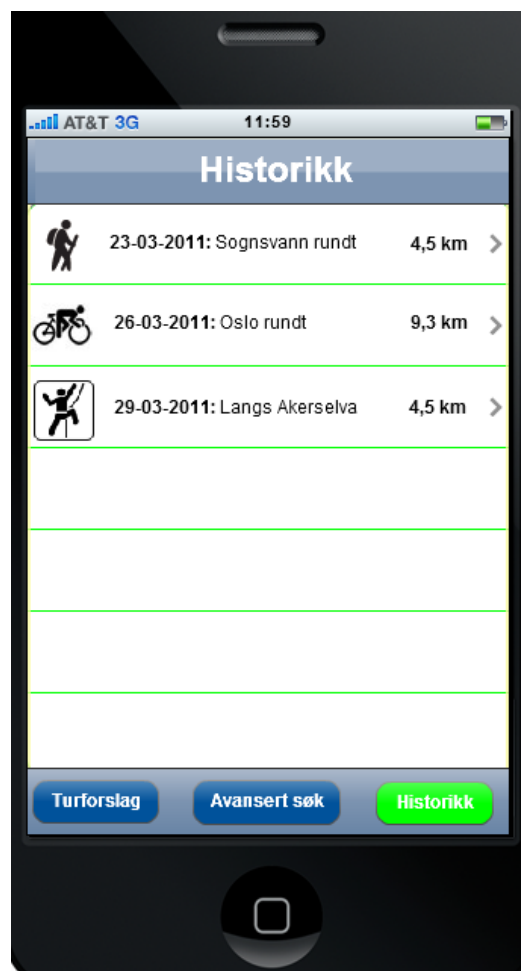 AT&T 3G 11:59
Historikk
23-03-2011: Sognsvann rundt 4,5 km
26-03-2011: Oslo rundt 9,3 km
29-03-2011: Langs Akerselva 4,5 km
Turforslag Avansert søk Historikk